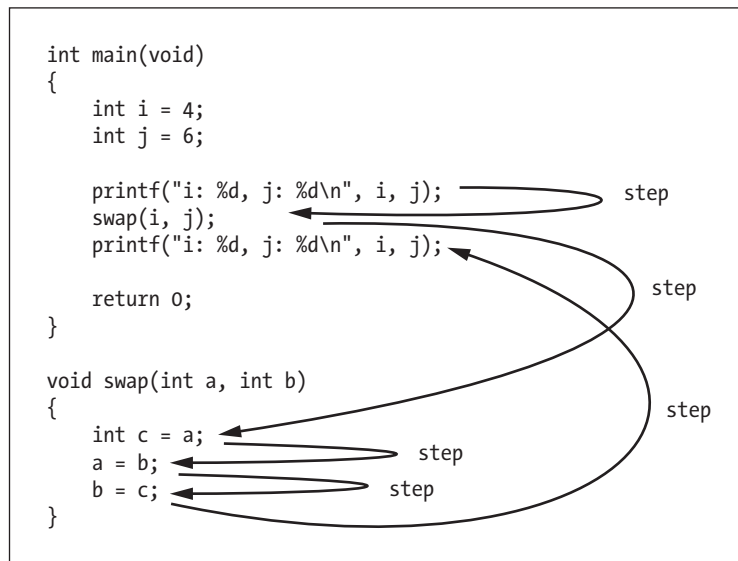 int main(void)
{
    int i = 4;
    int j = 6;
    printf("i: %d, j: %d\n", i, j);    step
    swap(i, j);
    printf("i: %d, j: %d\n", i, j);
    step
    return 0;
}
void swap(int a, int b)
{
    step
    int c = a;
    a = b;    step
    b = c;    step
}